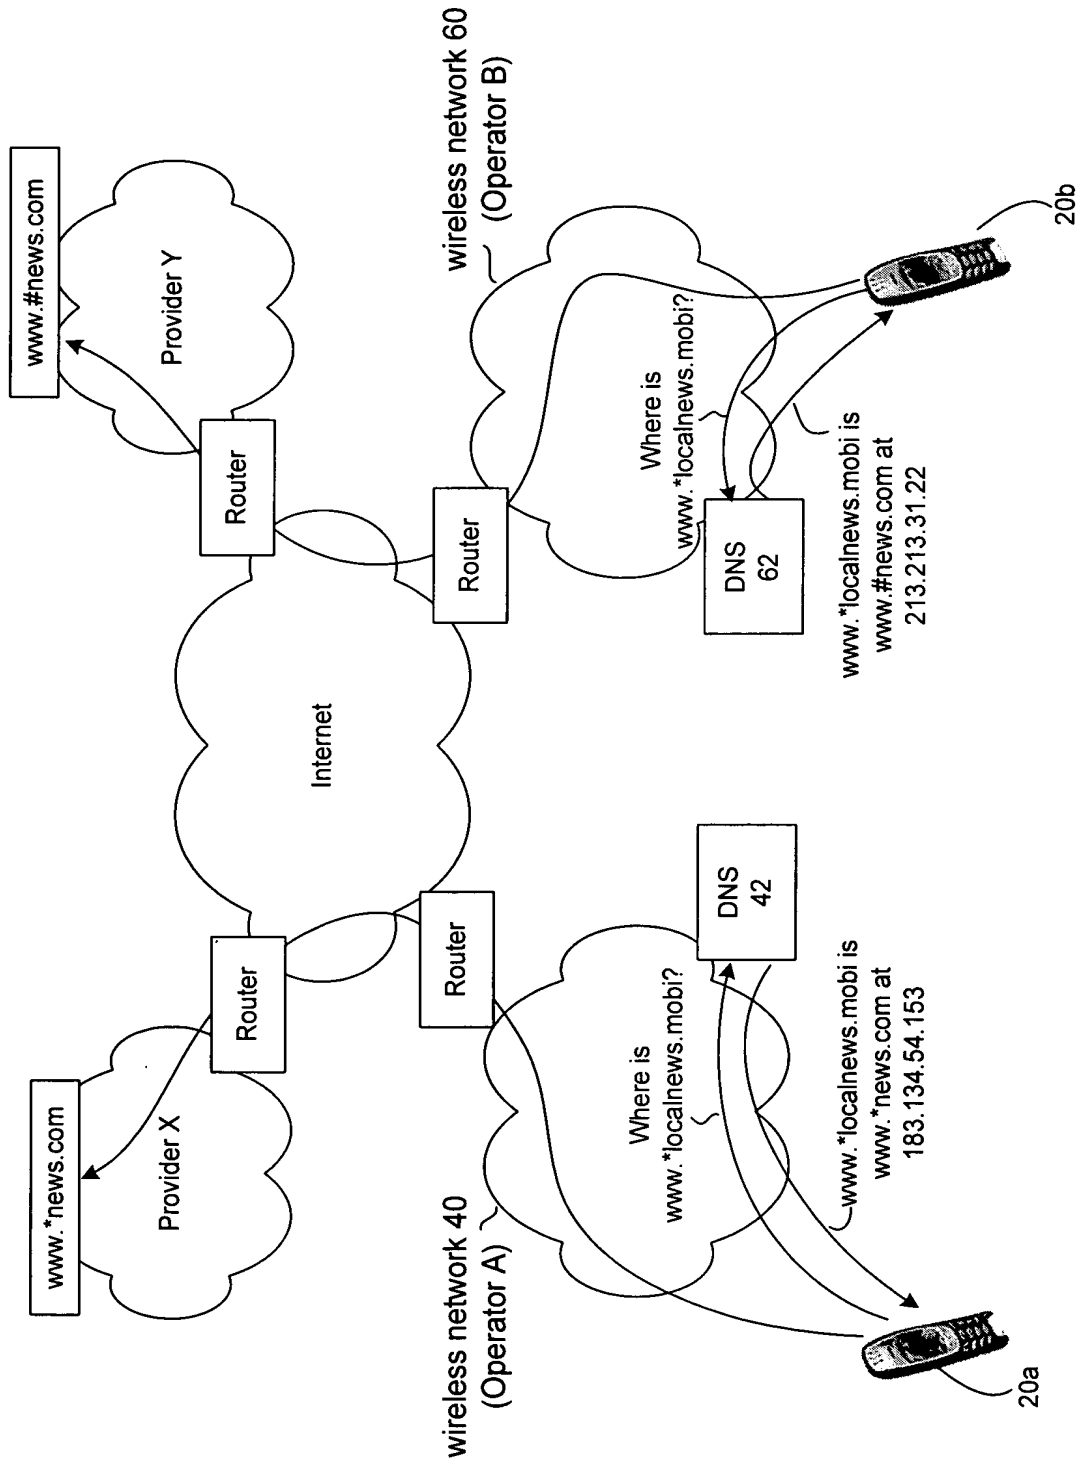 www.*news.com
Provider X
Router
www.#news.com
Provider Y
Router
Internet
wireless network 40
(Operator A)
Router
wireless network 60
(Operator B)
Router
Where is
www.*localnews.mobi?
DNS
42
Where is
www.*localnews.mobi?
DNS
62
www.*localnews.mobi is
www.*news.com at
183.134.54.153
www.*localnews.mobi is
www.#news.com at
213.213.31.22
20a
20b